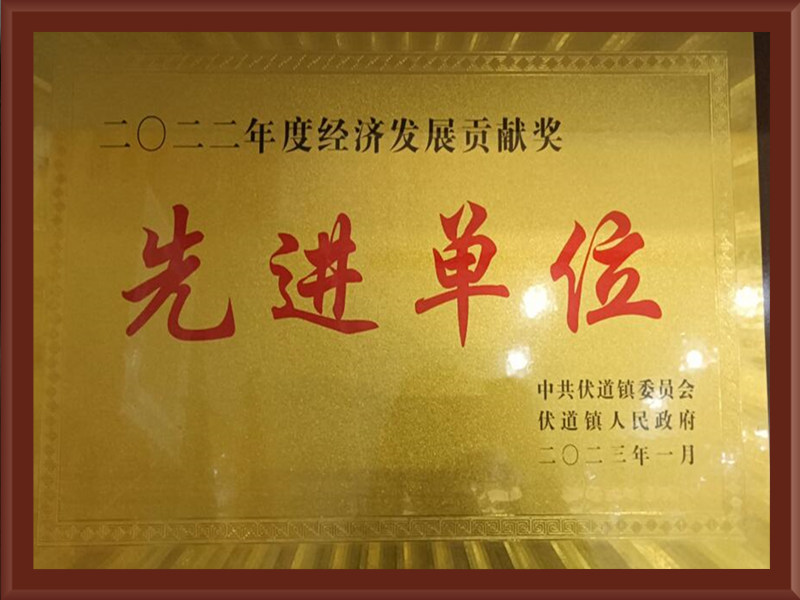 二〇二二年度经济发展贡献奖
先进单位
中共伏道镇委员会
伏道镇人民政府
二〇二三年一月